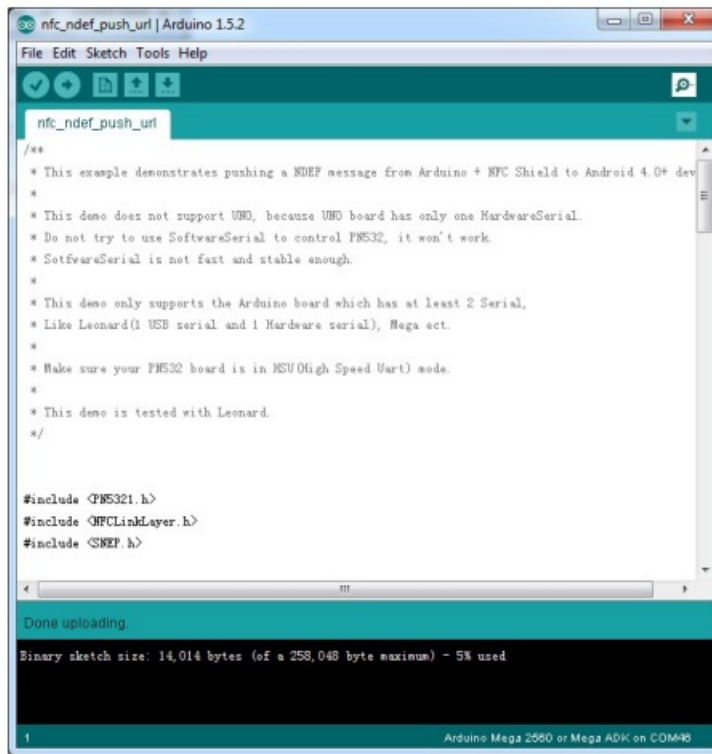 nfc_ndef_push_url | Arduino 1.5.2
File Edit Sketch Tools Help
nfc_ndef_push_url
/**
* This example demonstrates pushing a NDEF message from Arduino + NFC Shield to Android 4.0+ dev
*
* This demo does not support UNO, because UNO board has only one HardwareSerial.
* Do not try to use SoftwareSerial to control PN532, it won't work.
* SotfwareSerial is not fast and stable enough.
*
* This demo only supports the Arduino board which has at least 2 Serial,
* Like Leonard(1 USB serial and 1 Hardware serial), Mega ect.
*
* Make sure your PN532 board is in HSU(High Speed Uart) mode.
*
* This demo is tested with Leonard.
*/
#include <PN5321.h>
#include <NFCLinkLayer.h>
#include <SNEP.h>
Done uploading.
Binary sketch size: 14,014 bytes (of a 258,048 byte maximum) - 5% used
1 Arduino Mega 2560 or Mega ADK on COM46